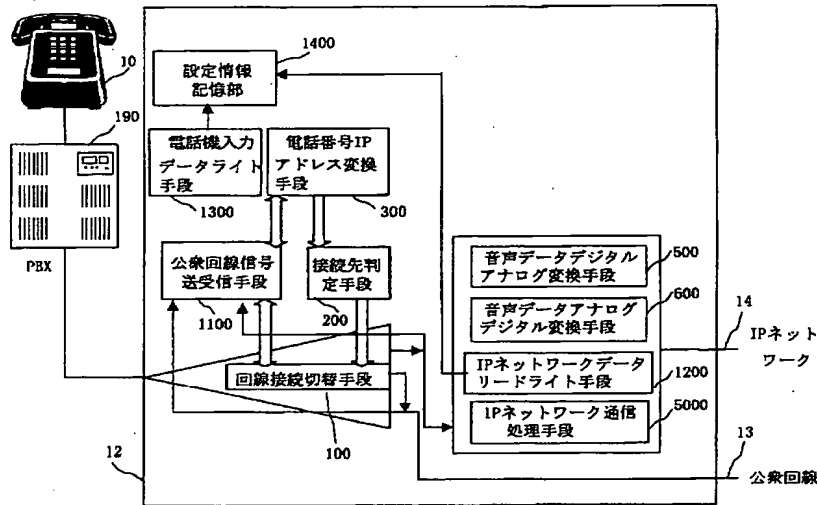 10
190
PBX
1400
設定情報
記憶部
電話機入力
データライト
手段
1300
電話番号IP
アドレス変換
手段
300
公衆回線信号
送受信手段
1100
接続先判
定手段
200
回線接続切替手段
100
12
音声データデジタル
アナログ変換手段
500
音声データアナログ
デジタル変換手段
600
IPネットワークデータ
リードライト手段
1200
IPネットワーク通信
処理手段
5000
14
IPネット
ワーク
13
公衆回線